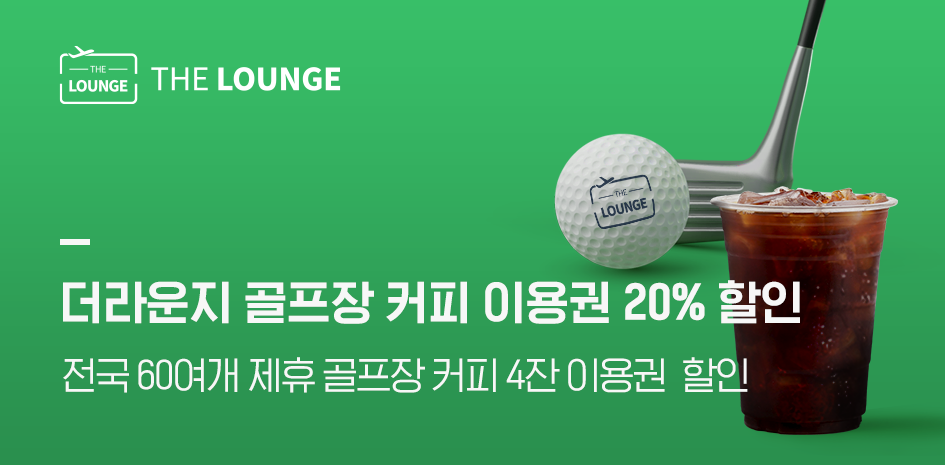 THE
LOUNGE
THE LOUNGE
THE
LOUNGE
더라운지 골프장 커피 이용권 20% 할인
전국 60여개 제휴 골프장 커피 4잔 이용권 할인